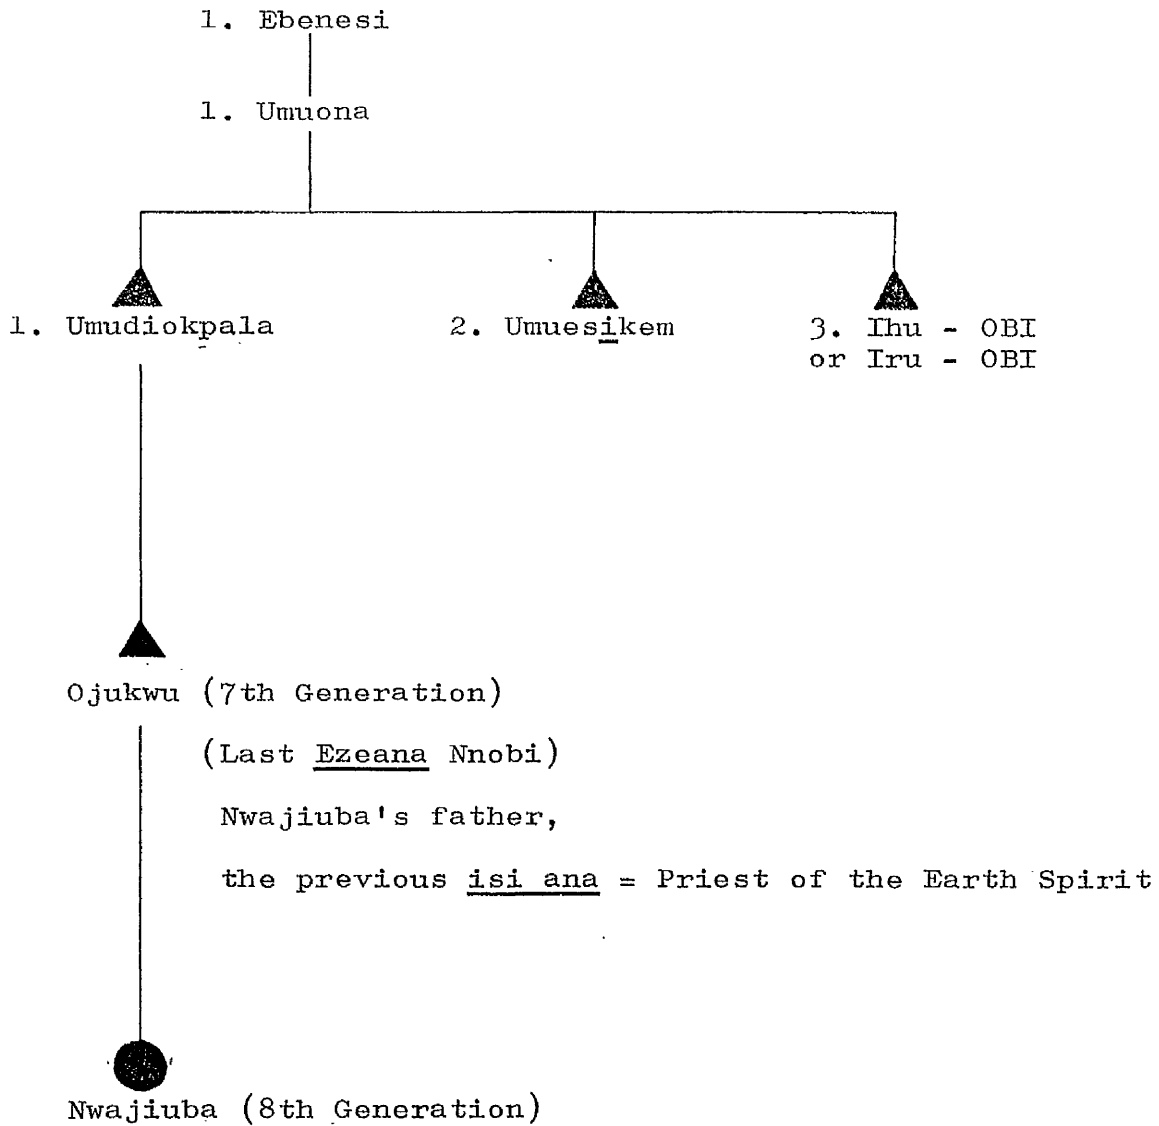 1. Ebenesi
1. Umuona
1. Umudiokpala 2. Umuesikem 3. Ihu - OBI
or Iru - OBI
Ojukwu (7th Generation)
(Last Ezeana Nnobi)
Nwajiuba's father,
the previous isi ana = Priest of the Earth Spirit
Nwajiuba (8th Generation)